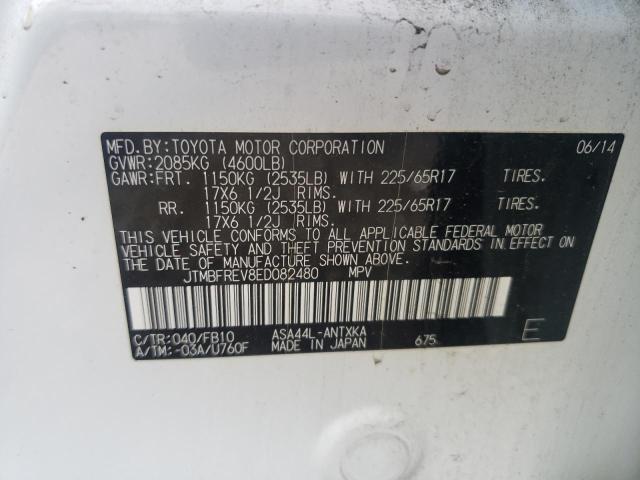 MFD. BY: TOYOTA MOTOR CORPORATION 06/14
GVWR: 2085KG (4600LB)
GAWR: FRT. 1150KG (2535LB) WITH 225/65R17 TIRES.
17X6 1/2J RIMS.
RR. 1150KG (2535LB) WITH 225/65R17 TIRES.
17X6 1/2J RIMS.
THIS VEHICLE CONFORMS TO ALL APPLICABLE FEDERAL MOTOR
VEHICLE SAFETY AND THEFT PREVENTION STANDARDS IN
EFFECT ON THE DATE OF MANUFACTURE SHOWN ABOVE.
JTMBFREV8ED082480 MPV
C/TR: 040/FB10 ASA44L-ANTXKA
A/TM: -03A/U760F MADE IN JAPAN 675. E